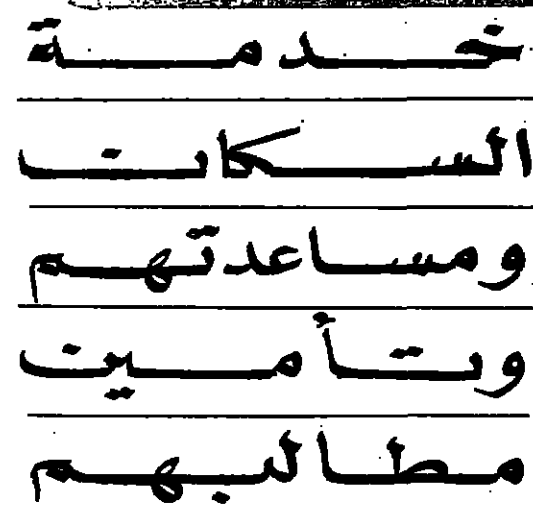 خدمة
السكان
ومساعدتهم
وتأمين
مطالبهم